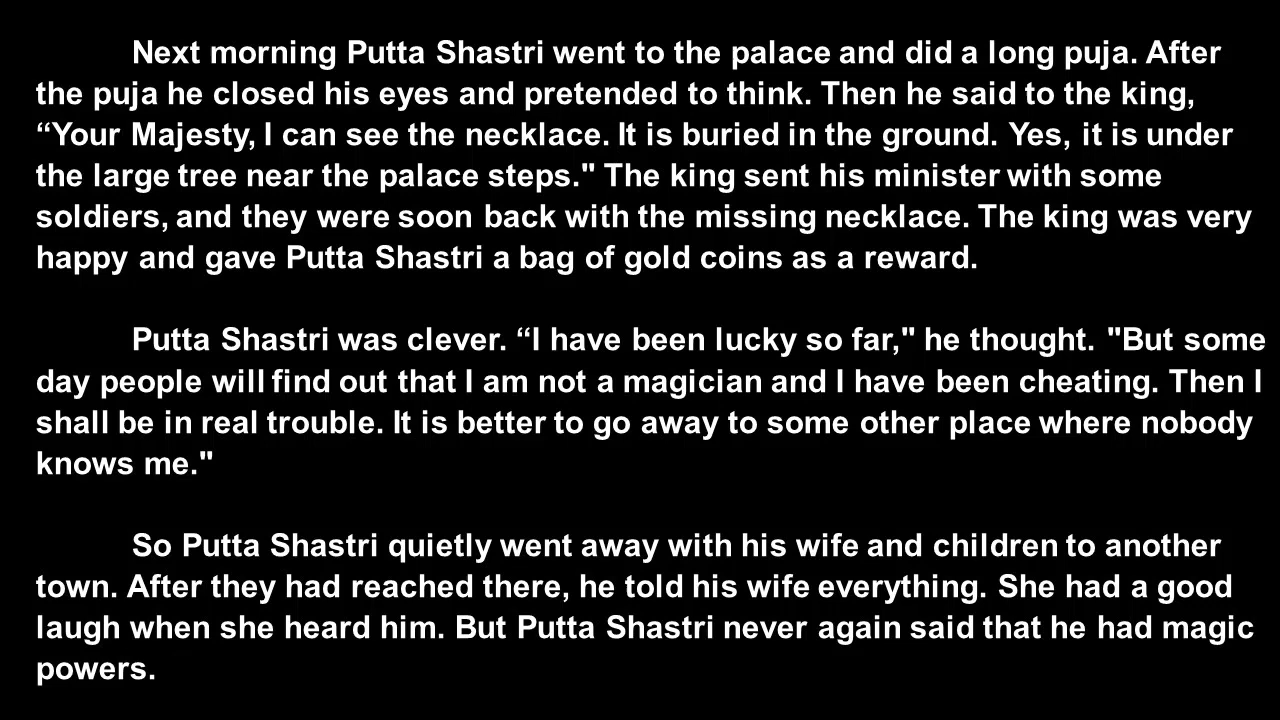 Next morning Putta Shastri went to the palace and did a long puja. After
the puja he closed his eyes and pretended to think. Then he said to the king,
“Your Majesty, I can see the necklace. It is buried in the ground. Yes, it is under
the large tree near the palace steps." The king sent his minister with some
soldiers, and they were soon back with the missing necklace. The king was very
happy and gave Putta Shastri a bag of gold coins as a reward.
Putta Shastri was clever. “I have been lucky so far," he thought. "But some
day people will find out that I am not a magician and I have been cheating. Then I
shall be in real trouble. It is better to go away to some other place where nobody
knows me."
So Putta Shastri quietly went away with his wife and children to another
town. After they had reached there, he told his wife everything. She had a good
laugh when she heard him. But Putta Shastri never again said that he had magic
powers.